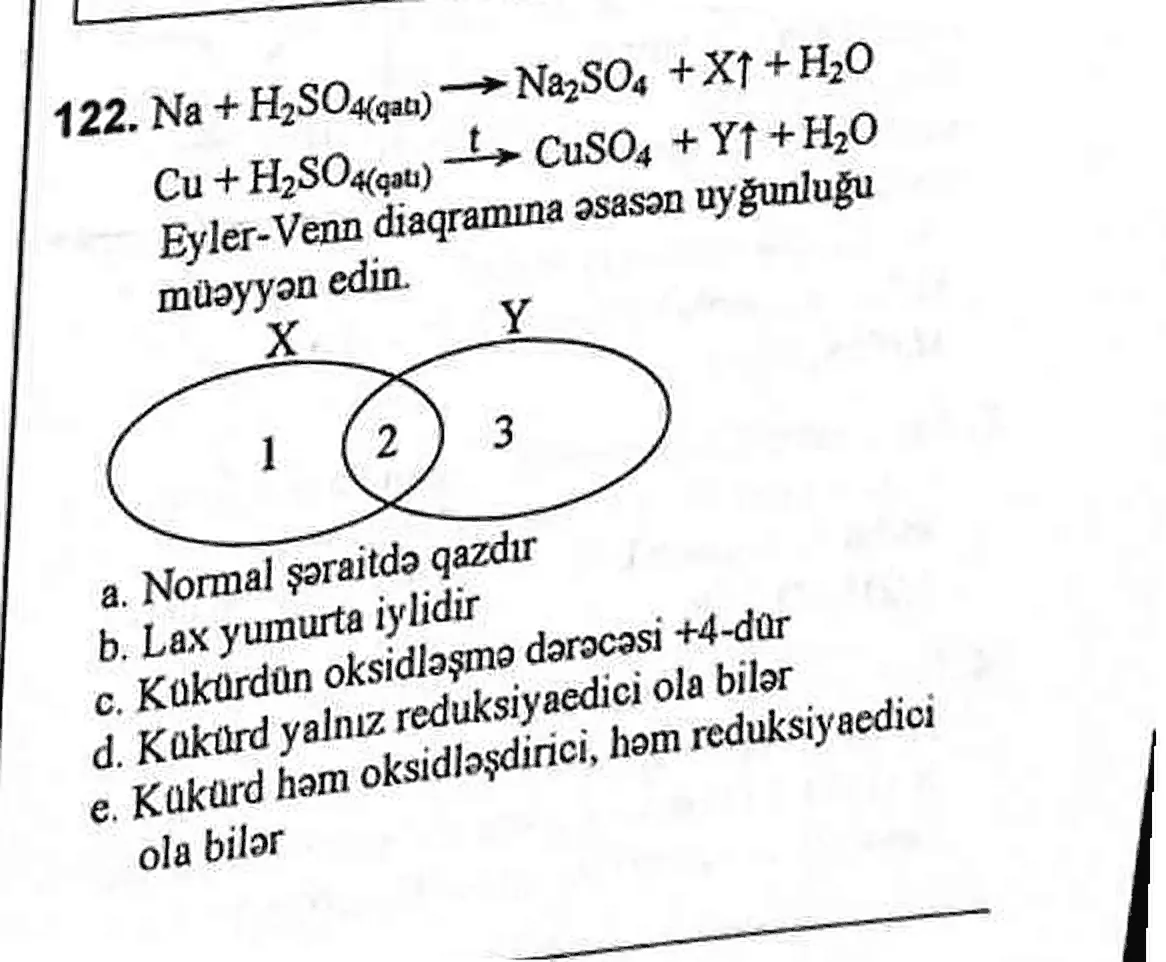 122. Na + H₂SO₄(qatı) ⟶ Na₂SO₄ + X↑ + H₂O
Cu + H₂SO₄(qatı) —t→ CuSO₄ + Y↑ + H₂O
Eyler-Venn diaqramına əsasən uyğunluğu
müəyyən edin.
X Y
1 2 3
a. Normal şəraitdə qazdır
b. Lax yumurta iylidir
c. Kükürdün oksidləşmə dərəcəsi +4-dür
d. Kükürd yalnız reduksiyaedici ola bilər
e. Kükürd həm oksidləşdirici, həm reduksiyaedici
ola bilər